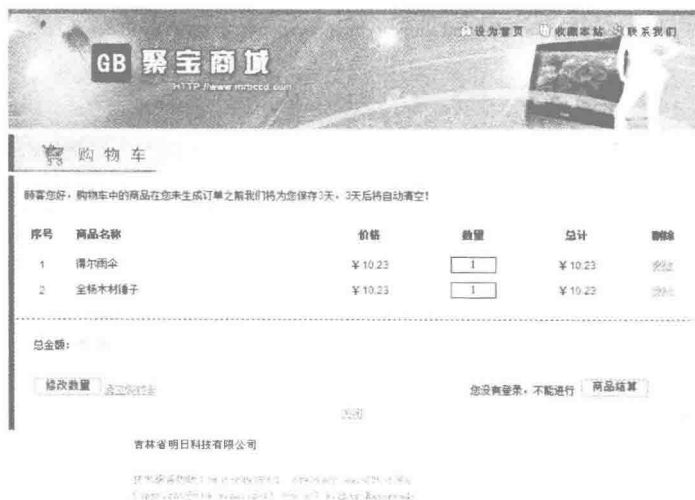 设为首页 收藏本站 联系我们
GB 聚宝商城
购物车
顾客您好，购物车中的商品在您未生成订单之前我们将为您保存3天，3天后将自动清空！
序号 商品名称 价格 数量 总计 删除
1 得尔雨伞 ￥10.23 1 ￥10.23
2 全杨木材锤子 ￥10.23 1 ￥10.23
总金额：
修改数量 您没有登录，不能进行 商品结算
吉林省明日科技有限公司